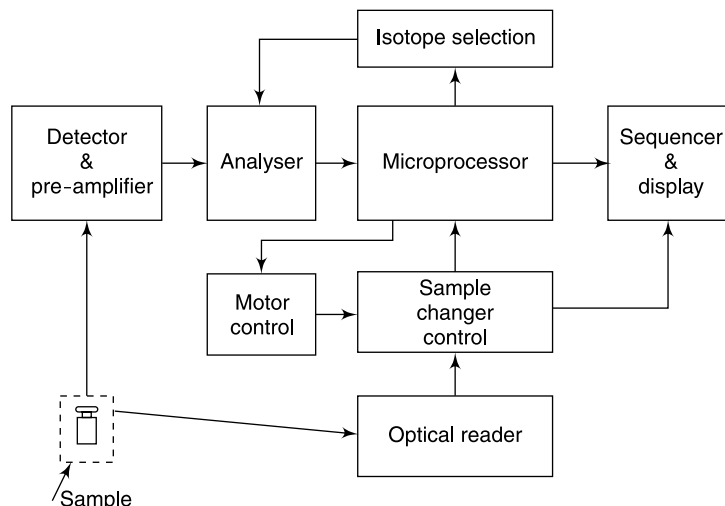 Isotope selection
Detector
&
pre-amplifier
Analyser
Microprocessor
Sequencer
&
display
Motor
control
Sample
changer
control
Optical reader
Sample